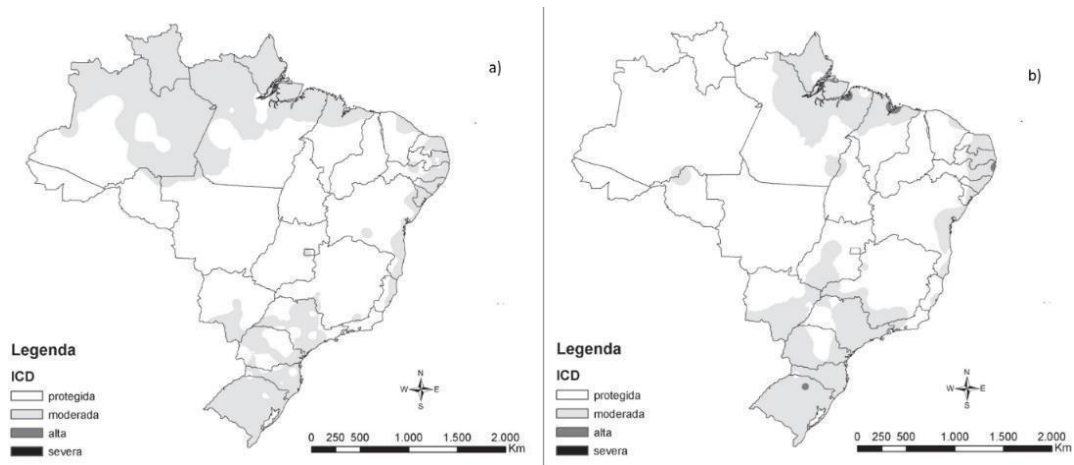 a)
Legenda
ICD
protegida
moderada
alta
severa
N
W E
S
0 250 500 1.000 1.500 2.000
Km
b)
Legenda
ICD
protegida
moderada
alta
severa
N
W E
S
0 250 500 1.000 1.500 2.000
Km